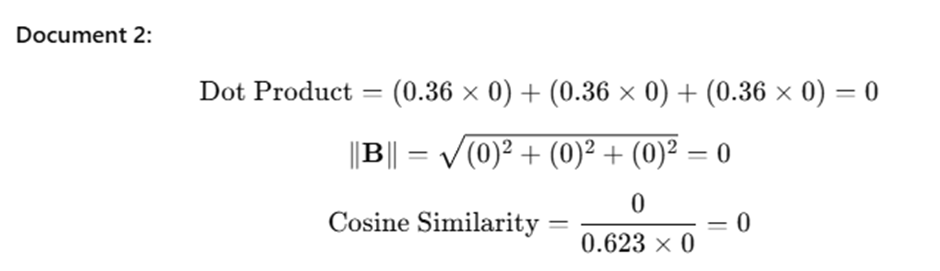 Document 2:
Dot Product = (0.36 × 0) + (0.36 × 0) + (0.36 × 0) = 0
‖B‖ = √((0)² + (0)² + (0)²) = 0
Cosine Similarity = 0 / (0.623 × 0) = 0